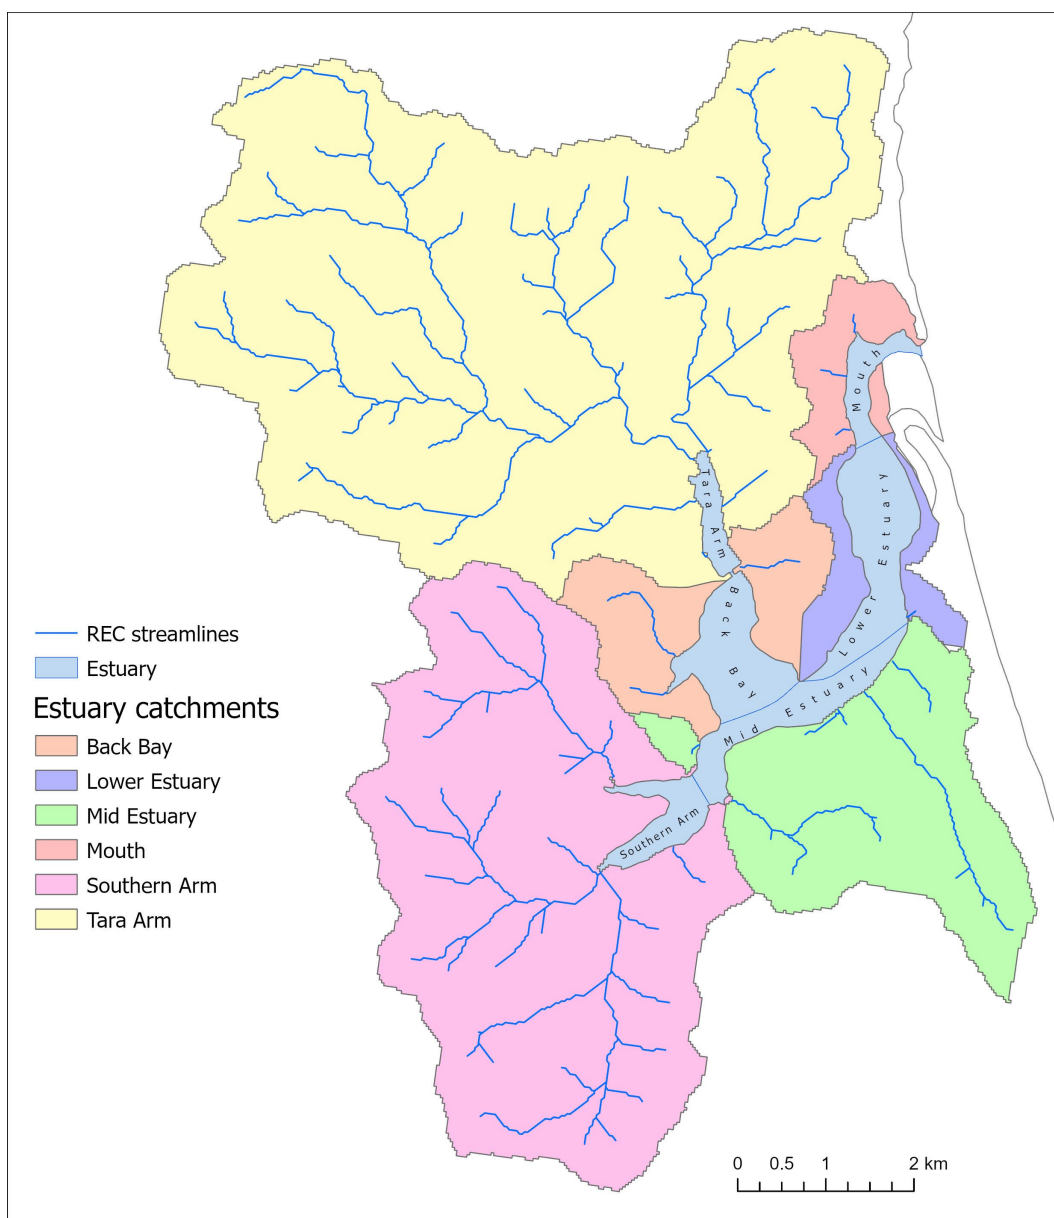 Mouth
Lower Estuary
Tara Arm
Back Bay
Mid Estuary
Southern Arm
REC streamlines
Estuary
Estuary catchments
Back Bay
Lower Estuary
Mid Estuary
Mouth
Southern Arm
Tara Arm
0 0.5 1 2 km